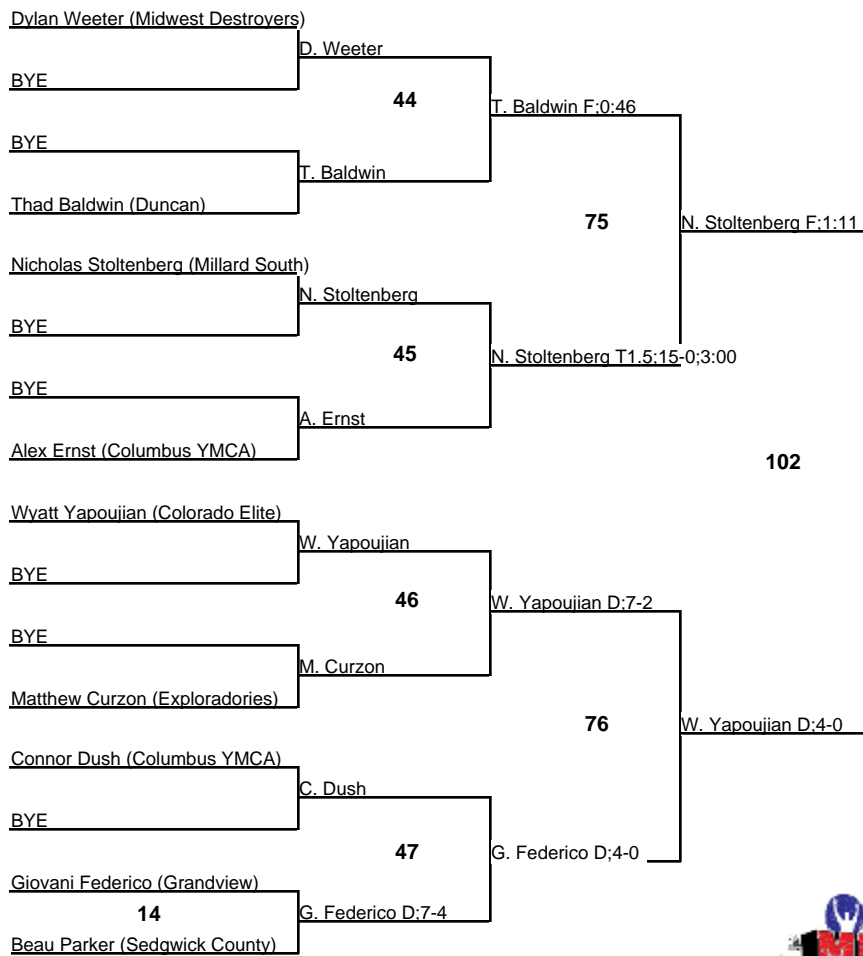 Dylan Weeter (Midwest Destroyers)
D. Weeter
BYE
44
T. Baldwin F;0:46
BYE
T. Baldwin
Thad Baldwin (Duncan)
75
N. Stoltenberg F;1:11
Nicholas Stoltenberg (Millard South)
N. Stoltenberg
BYE
45
N. Stoltenberg T1.5;15-0;3:00
BYE
A. Ernst
Alex Ernst (Columbus YMCA)
102
Wyatt Yapoujian (Colorado Elite)
W. Yapoujian
BYE
46
W. Yapoujian D;7-2
BYE
M. Curzon
Matthew Curzon (Exploradories)
76
W. Yapoujian D;4-0
Connor Dush (Columbus YMCA)
C. Dush
BYE
47
G. Federico D;4-0
Giovani Federico (Grandview)
14
G. Federico D;7-4
Beau Parker (Sedgwick County)